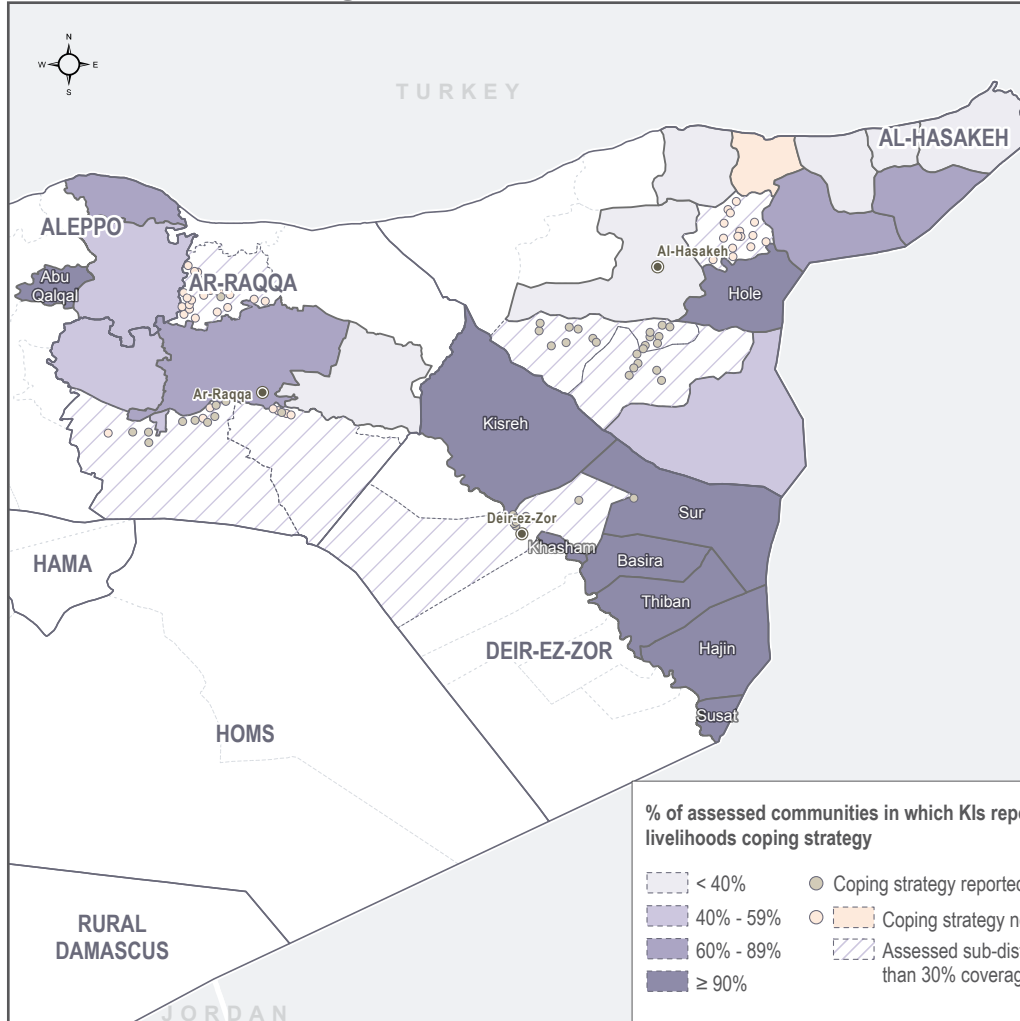 N
W E
S
TURKEY
AL-HASAKEH
ALEPPO
Al-Hasakeh
Abu
Qalqal
AR-RAQQA
Hole
Ar-Raqqa
Kisreh
Sur
Deir-ez-Zor
Khasham
Basira
HAMA
Thiban
DEIR-EZ-ZOR
Hajin
Susat
HOMS
RURAL
DAMASCUS
JORDAN
% of assessed communities in which KIs repo
livelihoods coping strategy
< 40%
40% - 59%
60% - 89%
≥ 90%
Coping strategy reported
Coping strategy n
Assessed sub-dis
than 30% coverag